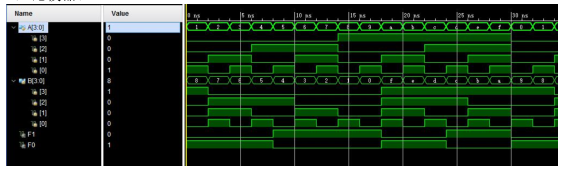 Name Value 0 ns 5 ns 10 ns 15 ns 20 ns 25 ns 30 ns
A[3:0] 1 1 2 3 4 5 6 7 8 9 a b c d e f 0
[3] 0
[2] 0
[1] 0
[0] 1
B[3:0] 8 8 7 6 5 4 3 2 1 0 f e d c b a 9 8
[3] 1
[2] 0
[1] 0
[0] 0
F1 0
F0 1